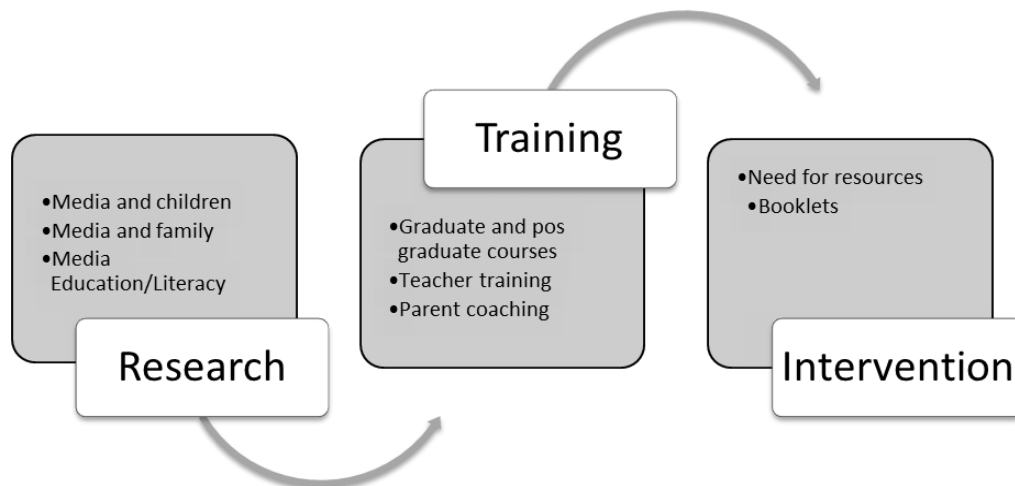 •Media and children
•Media and family
•Media
Education/Literacy
Research
Training
•Graduate and pos
graduate courses
•Teacher training
•Parent coaching
•Need for resources
•Booklets
Intervention